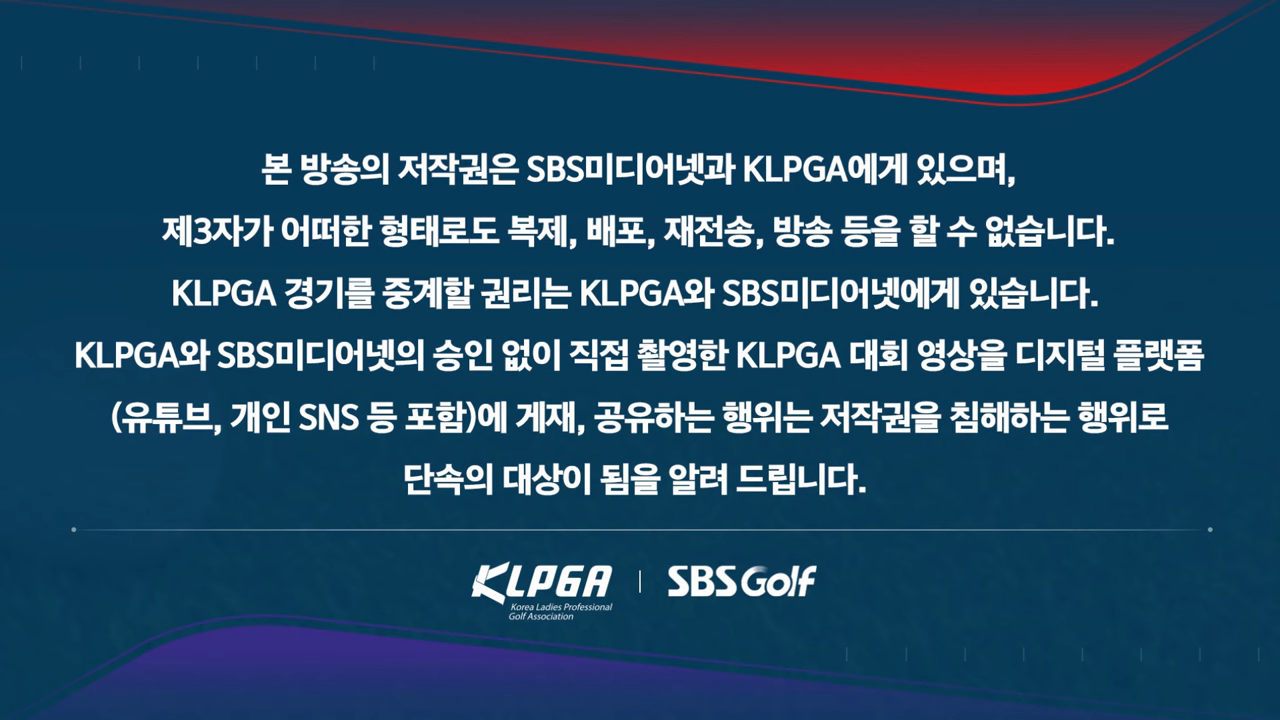 본 방송의 저작권은 SBS미디어넷과 KLPGA에게 있으며,
제3자가 어떠한 형태로도 복제, 배포, 재전송, 방송 등을 할 수 없습니다.
KLPGA 경기를 중계할 권리는 KLPGA와 SBS미디어넷에게 있습니다.
KLPGA와 SBS미디어넷의 승인 없이 직접 촬영한 KLPGA 대회 영상을 디지털 플랫폼
(유튜브, 개인 SNS 등 포함)에 게재, 공유하는 행위는 저작권을 침해하는 행위로
단속의 대상이 됨을 알려 드립니다.
KLPGA
Korea Ladies Professional
Golf Association
SBS Golf